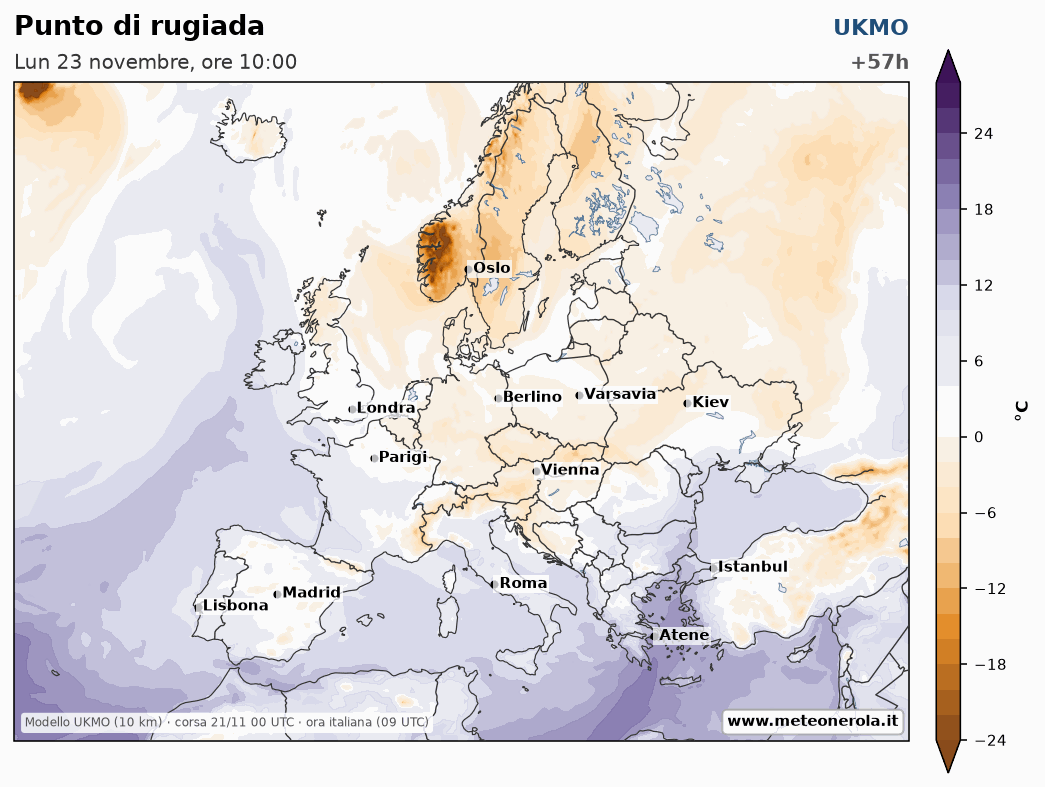 Punto di rugiada
UKMO
Lun 23 novembre, ore 10:00
+57h
24
18
12
6
0
−6
−12
−18
−24
°C
Oslo
Londra
Berlino
Varsavia
Kiev
Parigi
Vienna
Istanbul
Roma
Madrid
Lisbona
Atene
Modello UKMO (10 km) · corsa 21/11 00 UTC · ora italiana (09 UTC)
www.meteonerola.it